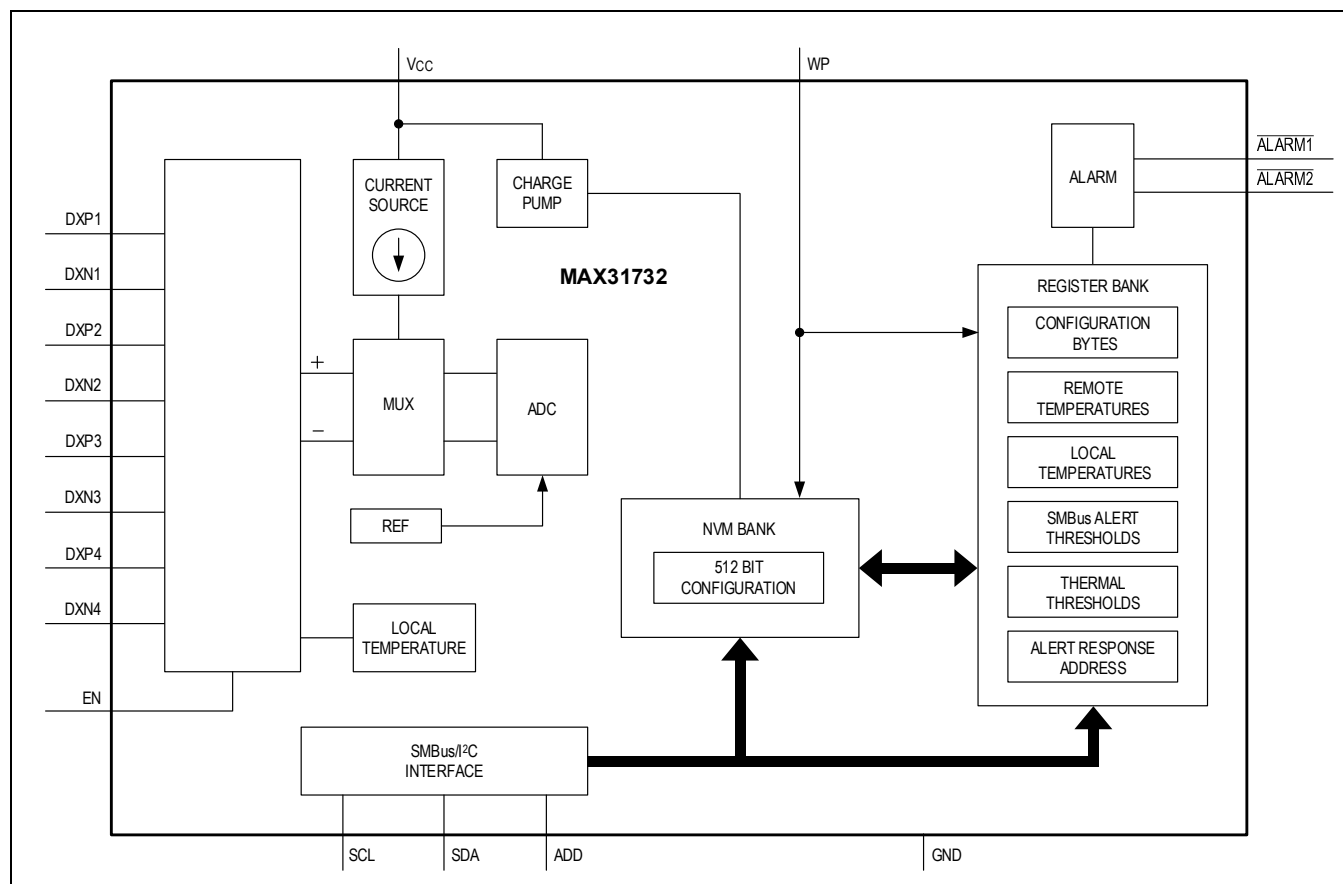 VCC
WP
ALARM1
ALARM2
ALARM
CURRENT
SOURCE
CHARGE
PUMP
DXP1
DXN1
DXP2
DXN2
DXP3
DXN3
DXP4
DXN4
EN
MAX31732
+
−
MUX
ADC
REF
LOCAL
TEMPERATURE
REGISTER BANK
CONFIGURATION
BYTES
REMOTE
TEMPERATURES
LOCAL
TEMPERATURES
SMBus ALERT
THRESHOLDS
THERMAL
THRESHOLDS
ALERT RESPONSE
ADDRESS
NVM BANK
512 BIT
CONFIGURATION
SMBus/I²C
INTERFACE
SCL
SDA
ADD
GND